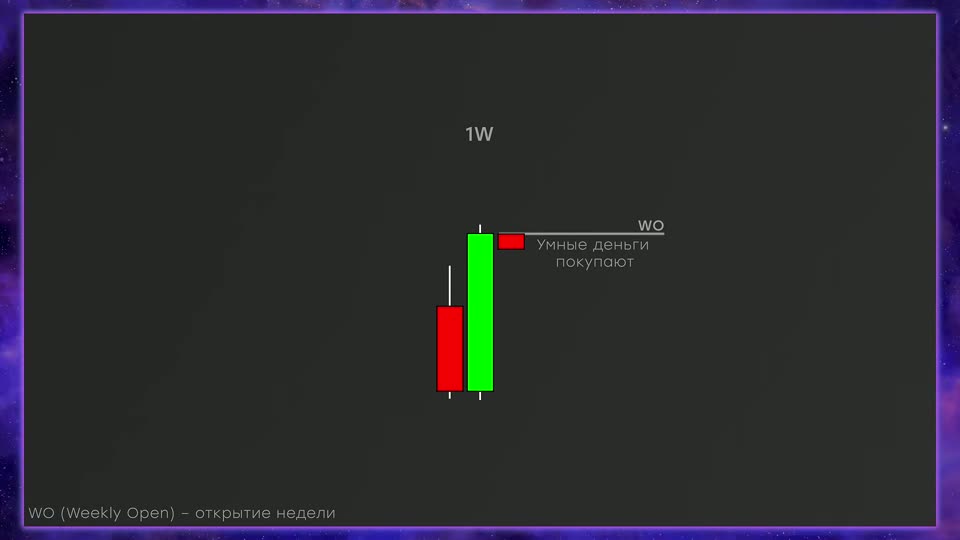 1W
WO
Умные деньги
покупают
WO (Weekly Open) – открытие недели